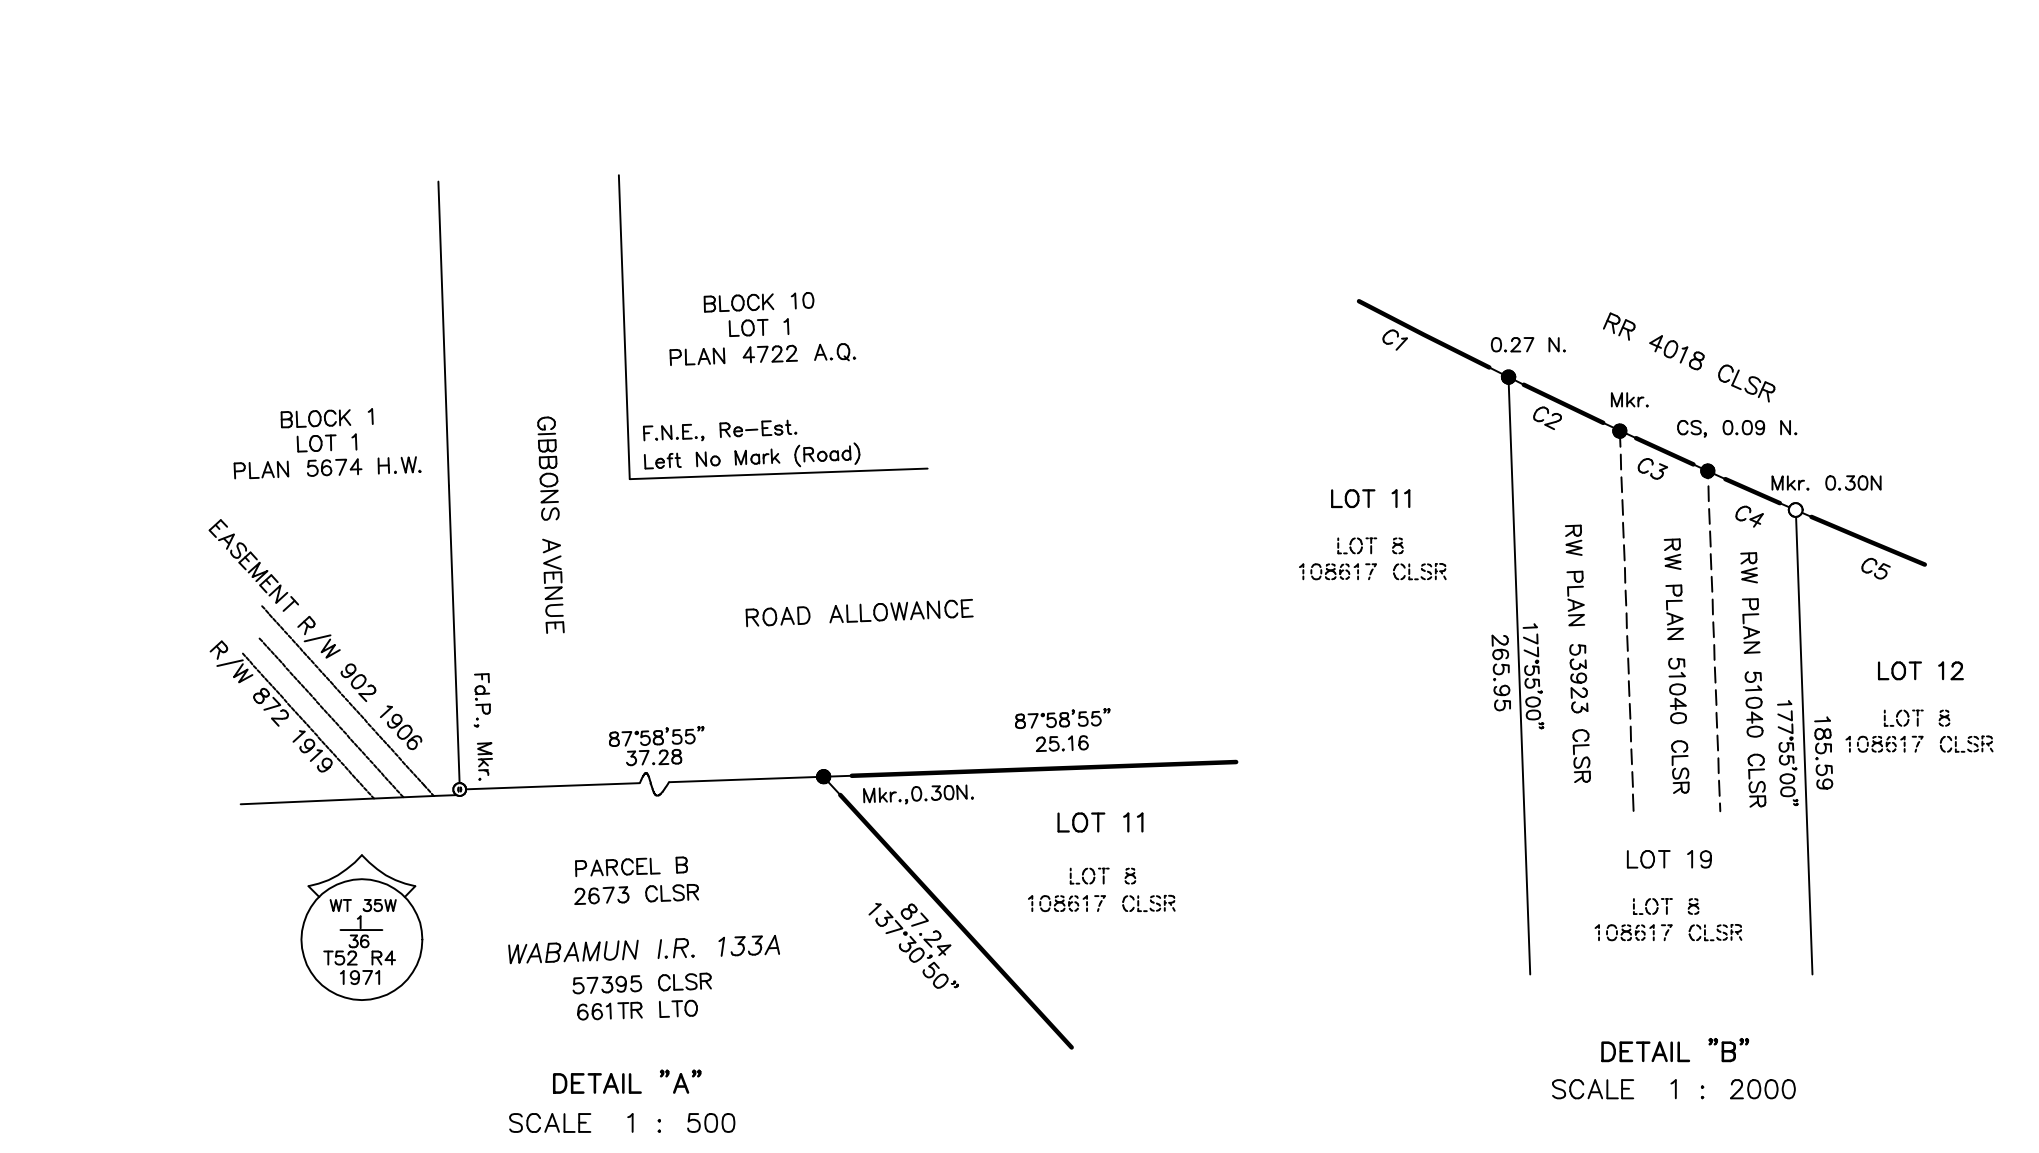 BLOCK 10
LOT 1
PLAN 4722 A.Q.
BLOCK 1
LOT 1
PLAN 5674 H.W.
F.N.E., Re-Est.
Left No Mark (Road)
GIBBONS AVENUE
EASEMENT R/W 902 1906
R/W 872 1919
ROAD ALLOWANCE
Fd.P., Mkr.
87°58'55"
37.28
87°58'55"
25.16
Mkr.,0.30N.
LOT 11
LOT 8
108617 CLSR
87.24
137°30'50"
PARCEL B
2673 CLSR
WABAMUN I.R. 133A
57395 CLSR
661TR LTO
WT 35W
1
36
T52 R4
1971
DETAIL "A"
SCALE 1 : 500
C1
0.27 N.
RR 4018 CLSR
C2
Mkr.
CS, 0.09 N.
C3
Mkr. 0.30N
C4
C5
LOT 11
LOT 8
108617 CLSR
265.95
177°55'00"
RW PLAN 53923 CLSR
RW PLAN 51040 CLSR
RW PLAN 51040 CLSR
177°55'00"
185.59
LOT 12
LOT 8
108617 CLSR
LOT 19
LOT 8
108617 CLSR
DETAIL "B"
SCALE 1 : 2000